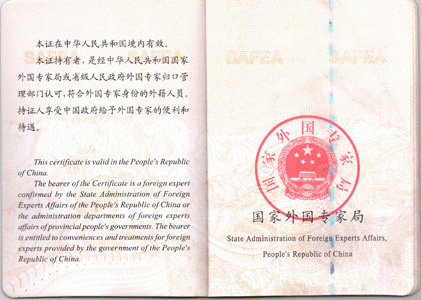 本证在中华人民共和国境内有效。
本证持有者，是经中华人民共和国国家
外国专家局或省级人民政府外国专家归口管
理部门认可，符合外国专家身份的外籍人员。
持证人享受中国政府给予外国专家的便利和
待遇。
This certificate is valid in the People's Republic
of China.
The bearer of the Certificate is a foreign expert
confirmed by the State Administration of Foreign
Experts Affairs of the People's Republic of China or
the administration departments of foreign experts
affairs of provincial people's governments. The bearer
is entitled to conveniences and treatments for foreign
experts provided by the government of the People's
Republic of China.
SAFEA
SAFEA
SAFEA
SAFEA
国家外国专家局
国家外国专家局
State Administration of Foreign Experts Affairs,
People's Republic of China